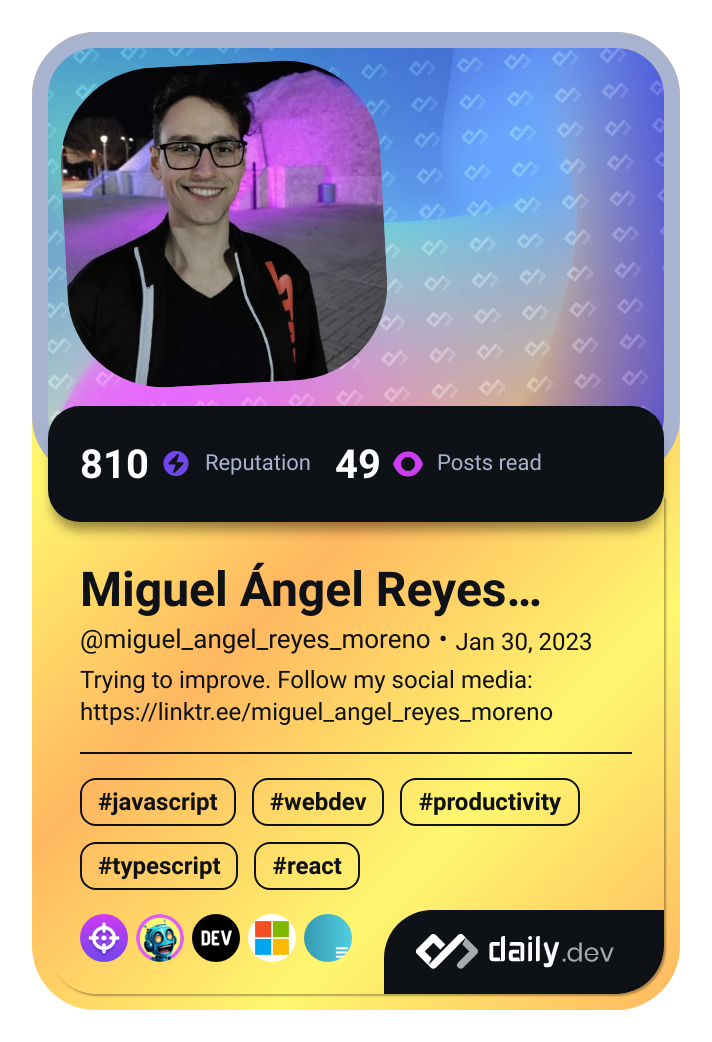 810 Reputation 49 Posts read
Miguel Ángel Reyes…
@miguel_angel_reyes_moreno • Jan 30, 2023
Trying to improve. Follow my social media:
https://linktr.ee/miguel_angel_reyes_moreno
#javascript #webdev #productivity
#typescript #react
DEV
daily.dev